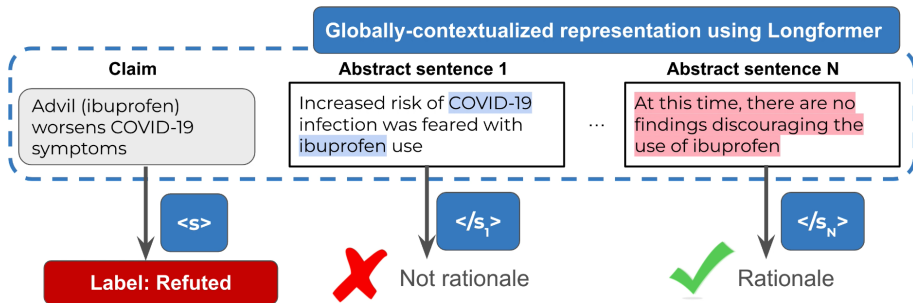 Globally-contextualized representation using Longformer
Claim
Abstract sentence 1
Abstract sentence N
Advil (ibuprofen)
worsens COVID-19
symptoms
Increased risk of COVID-19
infection was feared with
ibuprofen use
...
At this time, there are no
findings discouraging the
use of ibuprofen
<s>
</s1>
</sN>
Label: Refuted
Not rationale
Rationale